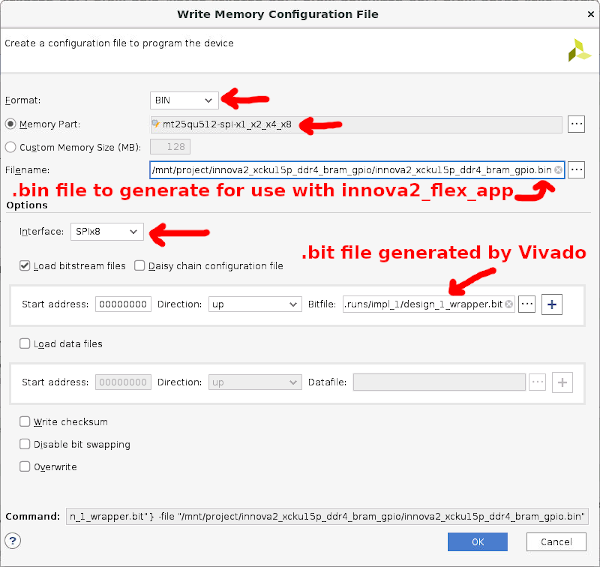 Write Memory Configuration File
Create a configuration file to program the device
Format: BIN
Memory Part: mt25qu512-spi-x1_x2_x4_x8 ...
Custom Memory Size (MB): 128
Filename: /mnt/project/innova2_xcku15p_ddr4_bram_gpio/innova2_xcku15p_ddr4_bram_gpio.bin ...
.bin file to generate for use with innova2_flex_app
Options
Interface: SPIx8
.bit file generated by Vivado
Load bitstream files Daisy chain configuration file
Start address: 00000000 Direction: up Bitfile: .runs/impl_1/design_1_wrapper.bit ... +
Load data files
Start address: 00000000 Direction: up Datafile: ... +
Write checksum
Disable bit swapping
Overwrite
Command: n_1_wrapper.bit" } -file "/mnt/project/innova2_xcku15p_ddr4_bram_gpio/innova2_xcku15p_ddr4_bram_gpio.bin"
? OK Cancel